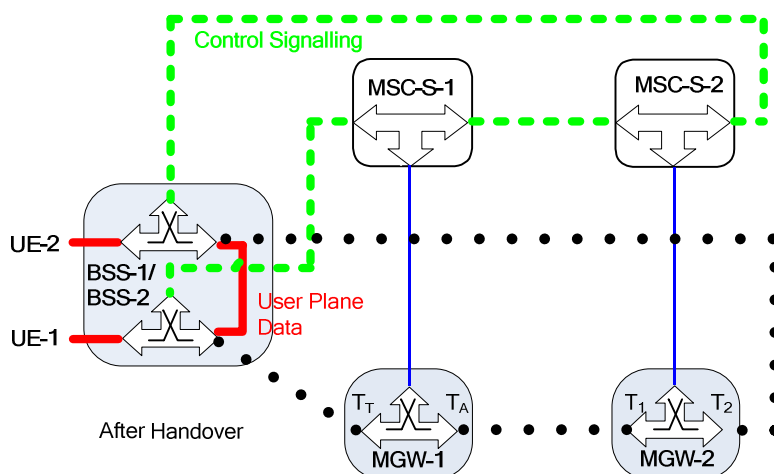 Control Signalling
MSC-S-1
MSC-S-2
UE-2
BSS-1/
BSS-2
User Plane
Data
UE-1
After Handover
TT
TA
MGW-1
T1
T2
MGW-2